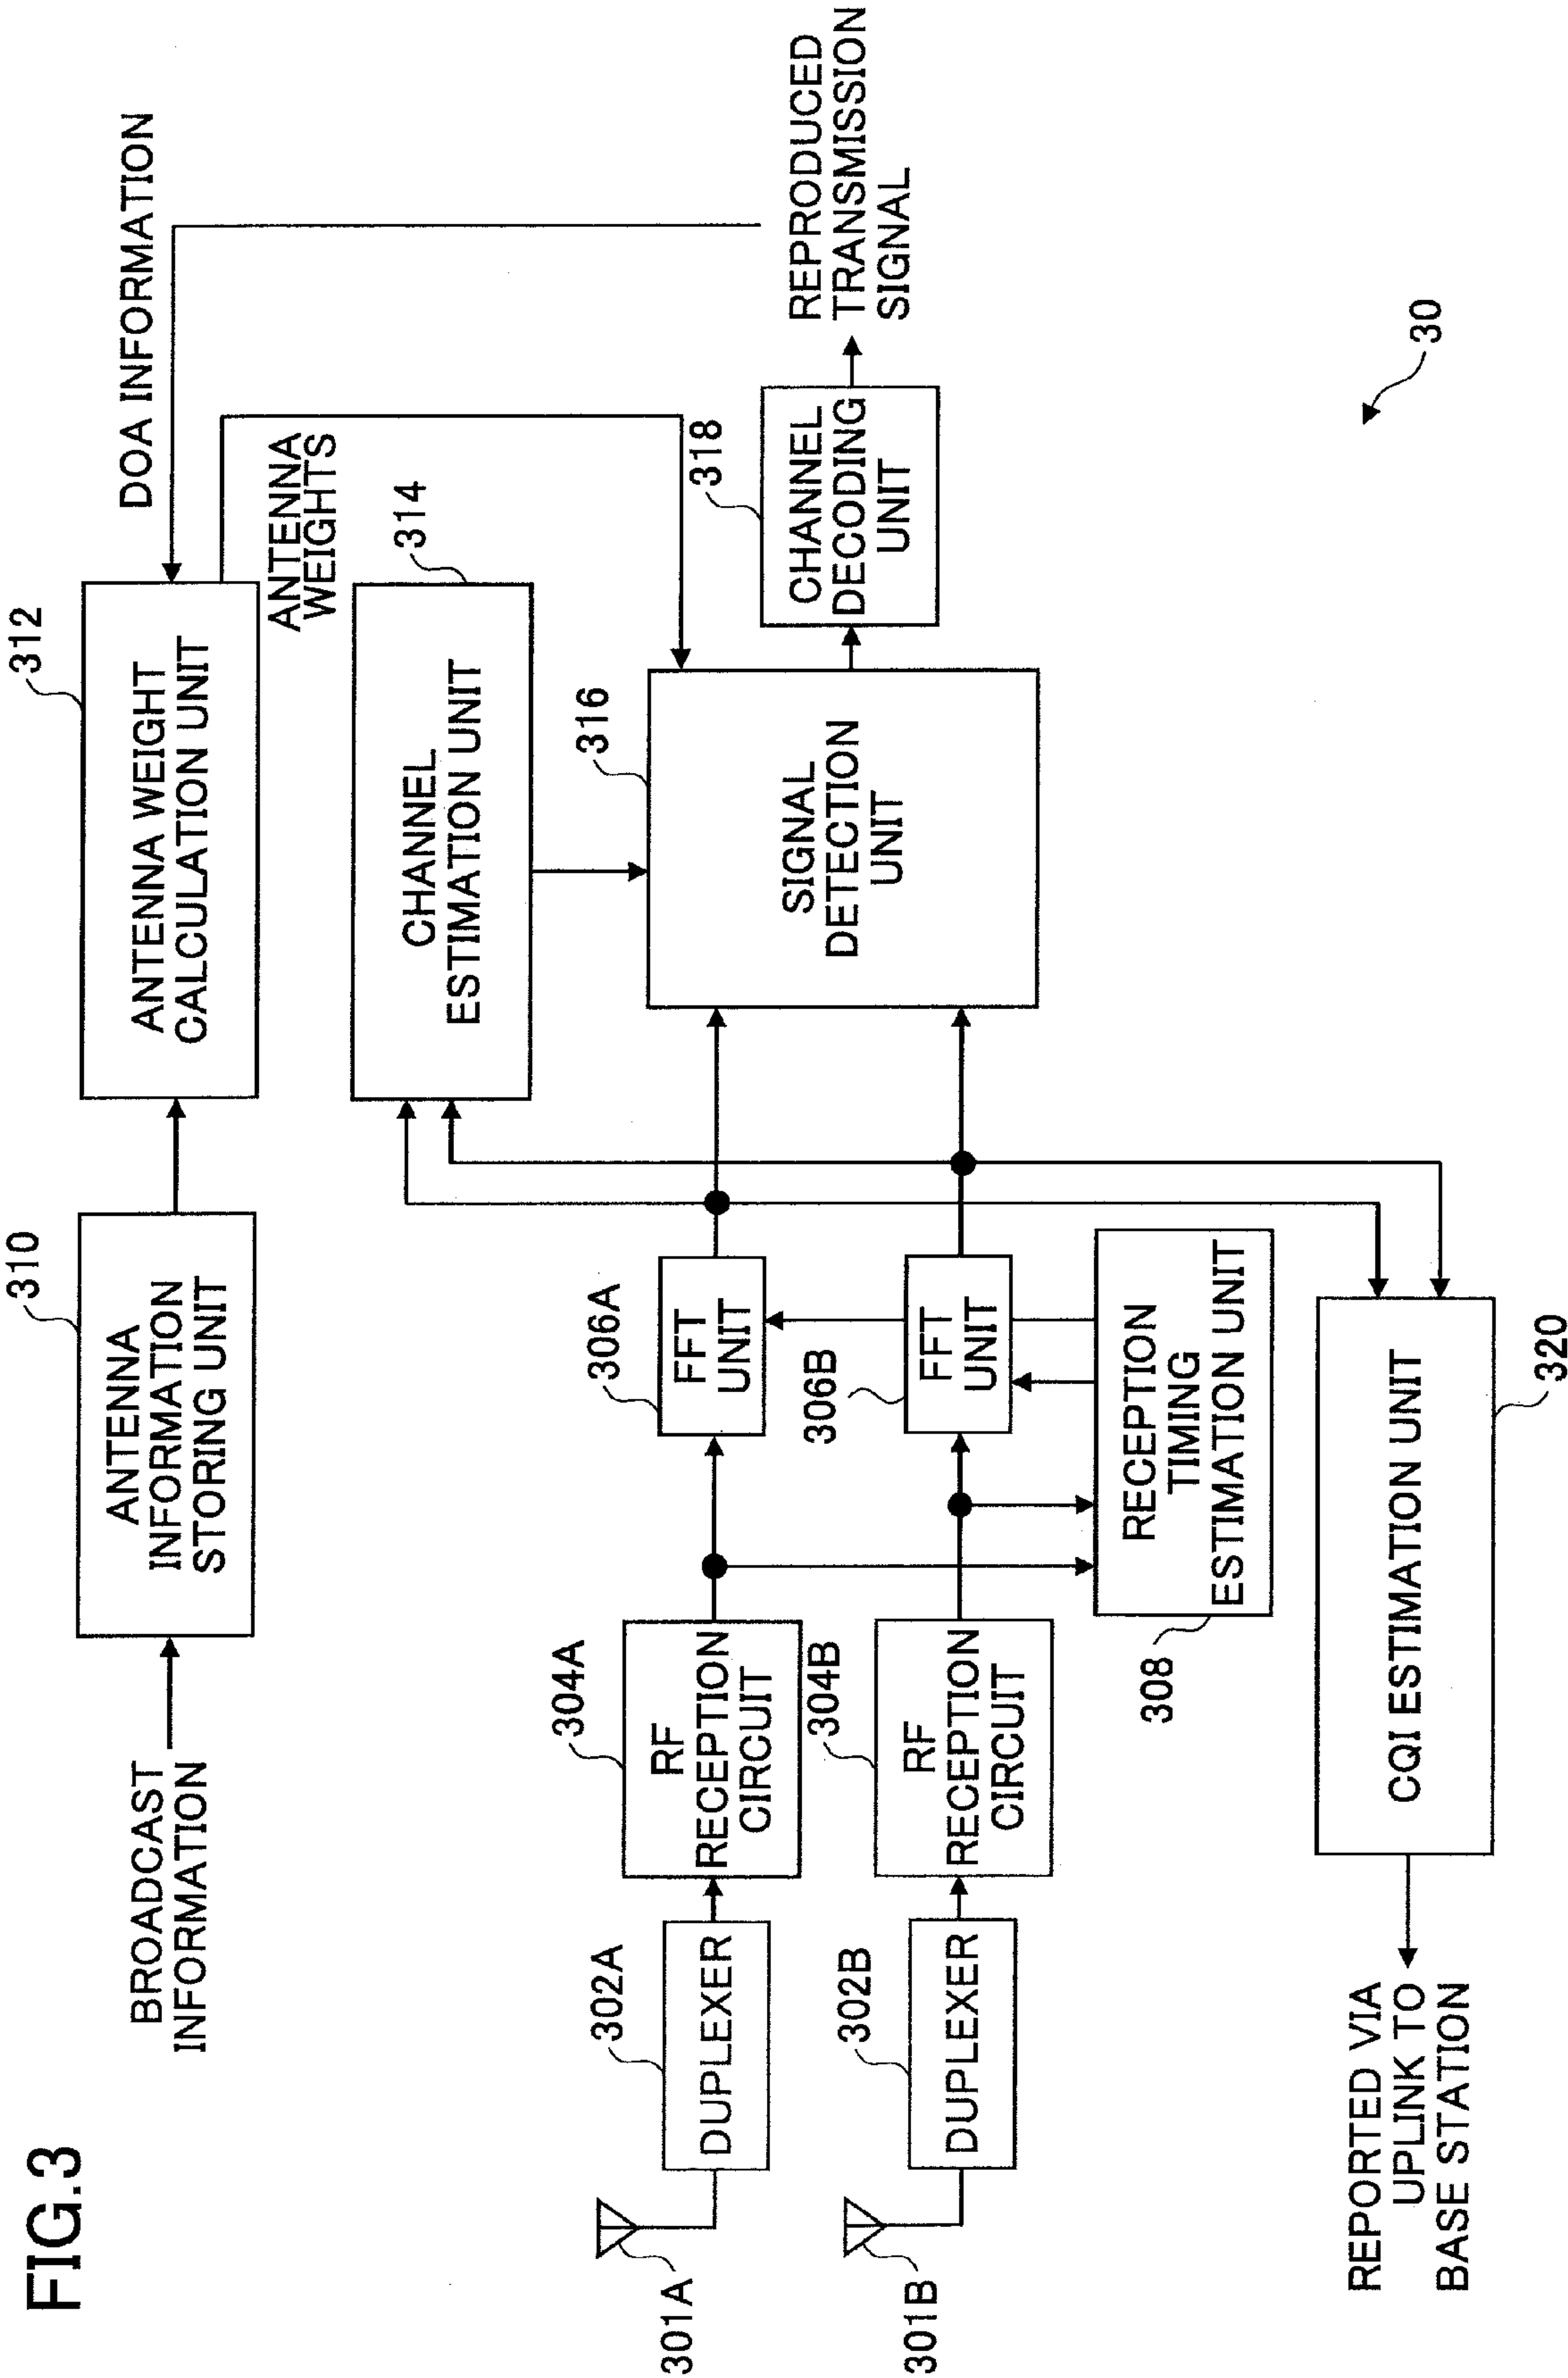 FIG.3
BROADCAST
INFORMATION
310
ANTENNA
INFORMATION
STORING UNIT
312
ANTENNA WEIGHT
CALCULATION UNIT
DOA INFORMATION
ANTENNA
WEIGHTS
314
CHANNEL
ESTIMATION UNIT
301A
302A
DUPLEXER
304A
RF
RECEPTION
CIRCUIT
306A
FFT
UNIT
316
SIGNAL
DETECTION
UNIT
318
CHANNEL
DECODING
UNIT
REPRODUCED
TRANSMISSION
SIGNAL
301B
302B
DUPLEXER
304B
RF
RECEPTION
CIRCUIT
306B
FFT
UNIT
308
RECEPTION
TIMING
ESTIMATION UNIT
REPORTED VIA
UPLINK TO
BASE STATION
CQI ESTIMATION UNIT
320
30